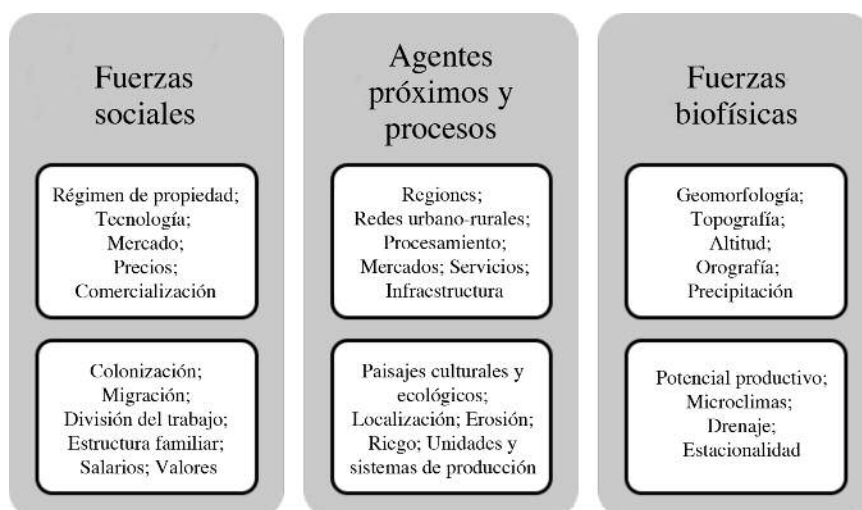 Fuerzas
sociales
Régimen de propiedad;
Tecnología;
Mercado;
Precios;
Comercialización
Colonización;
Migración;
División del trabajo;
Estructura familiar;
Salarios; Valores
Agentes
próximos y
procesos
Regiones;
Redes urbano-rurales;
Procesamiento;
Mercados; Servicios;
Infraestructura
Paisajes culturales y
ecológicos;
Localización; Erosión;
Riego; Unidades y
sistemas de producción
Fuerzas
biofísicas
Geomorfología;
Topografía;
Altitud;
Orografía;
Precipitación
Potencial productivo;
Microclimas;
Drenaje;
Estacionalidad